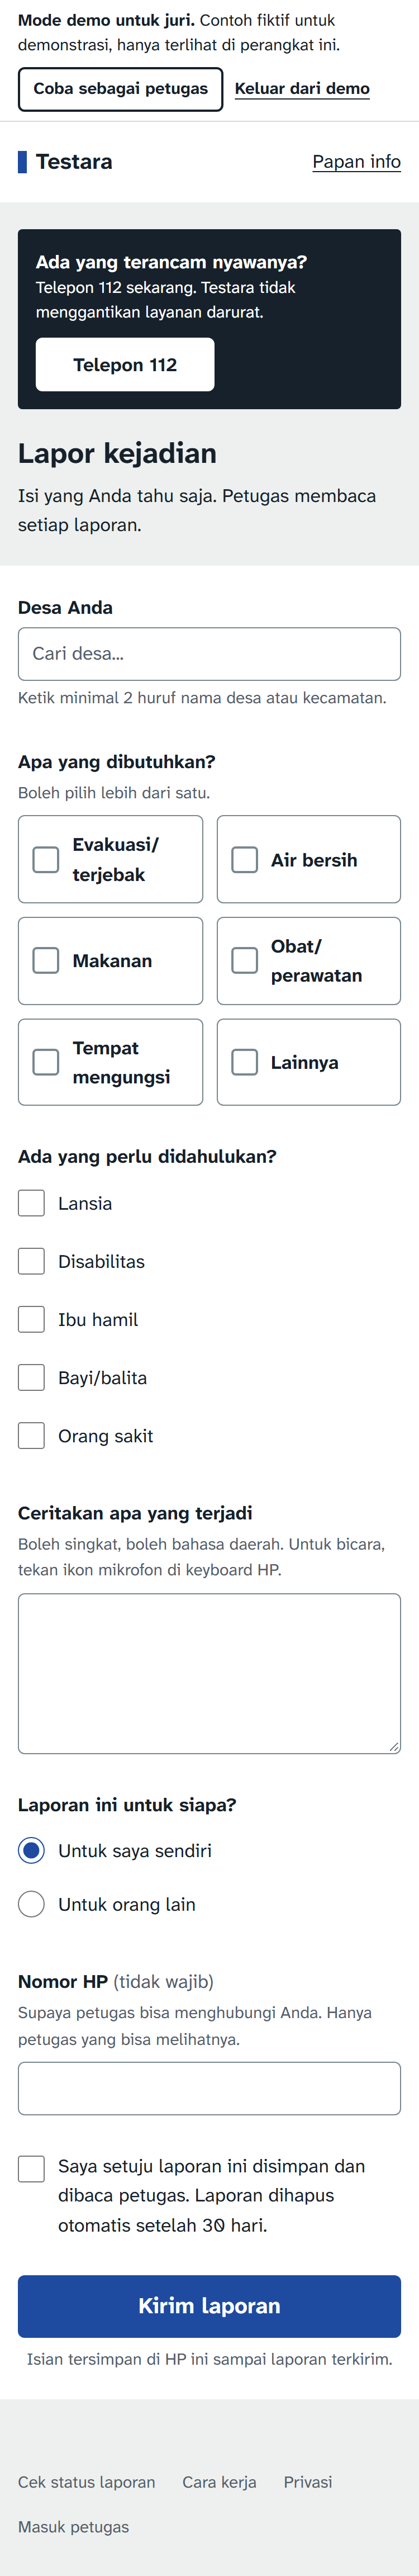 Mode demo untuk juri. Contoh fiktif untuk
demonstrasi, hanya terlihat di perangkat ini.
Coba sebagai petugas
Keluar dari demo
Testara
Papan info
Ada yang terancam nyawanya?
Telepon 112 sekarang. Testara tidak
menggantikan layanan darurat.
Telepon 112
Lapor kejadian
Isi yang Anda tahu saja. Petugas membaca
setiap laporan.
Desa Anda
Cari desa...
Ketik minimal 2 huruf nama desa atau kecamatan.
Apa yang dibutuhkan?
Boleh pilih lebih dari satu.
Evakuasi/
terjebak
Air bersih
Makanan
Obat/
perawatan
Tempat
mengungsi
Lainnya
Ada yang perlu didahulukan?
Lansia
Disabilitas
Ibu hamil
Bayi/balita
Orang sakit
Ceritakan apa yang terjadi
Boleh singkat, boleh bahasa daerah. Untuk bicara,
tekan ikon mikrofon di keyboard HP.
Laporan ini untuk siapa?
Untuk saya sendiri
Untuk orang lain
Nomor HP (tidak wajib)
Supaya petugas bisa menghubungi Anda. Hanya
petugas yang bisa melihatnya.
Saya setuju laporan ini disimpan dan
dibaca petugas. Laporan dihapus
otomatis setelah 30 hari.
Kirim laporan
Isian tersimpan di HP ini sampai laporan terkirim.
Cek status laporan
Cara kerja
Privasi
Masuk petugas